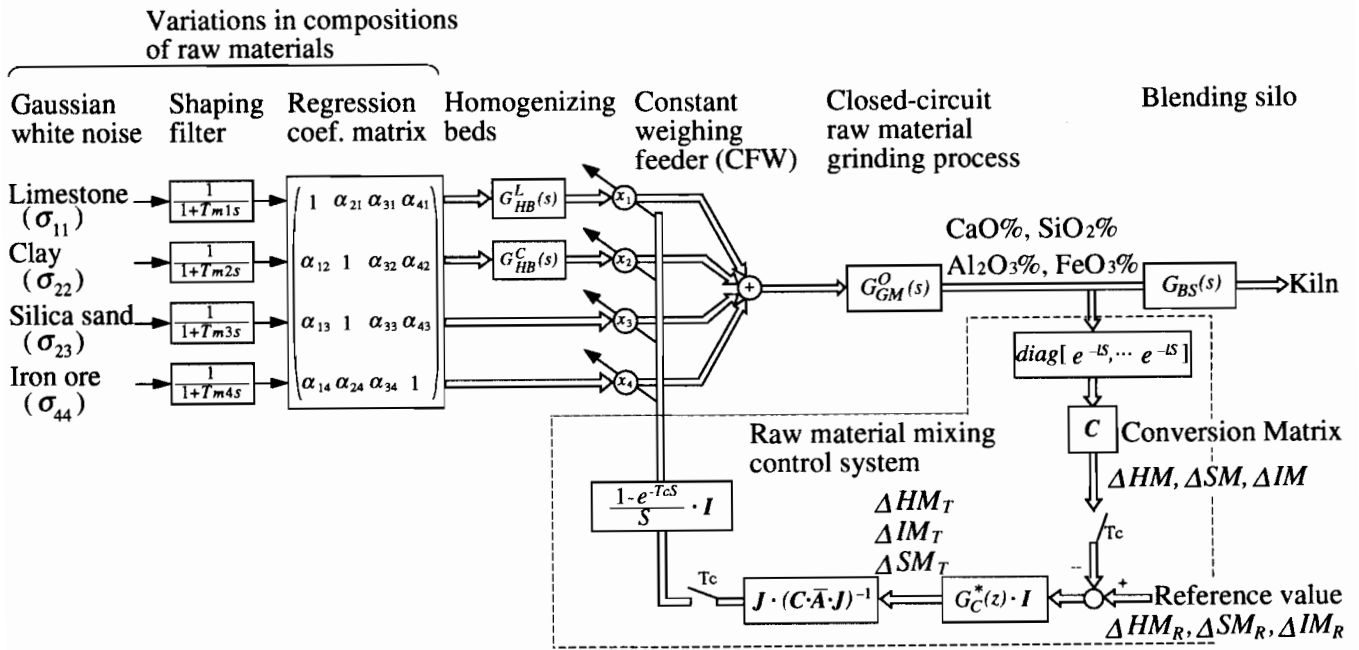 Variations in compositions
of raw materials
Gaussian
white noise
Shaping
filter
Regression
coef. matrix
Homogenizing
beds
Constant
weighing
feeder (CFW)
Closed-circuit
raw material
grinding process
Blending silo
Limestone
(σ11)
1
1+Tm1s
1 α21 α31 α41
G^L_HB(s)
x1
Clay
(σ22)
1
1+Tm2s
α12 1 α32 α42
G^C_HB(s)
x2
Silica sand
(σ23)
1
1+Tm3s
α13 1 α33 α43
x3
Iron ore
(σ44)
1
1+Tm4s
α14 α24 α34 1
x4
+
G^O_GM(s)
CaO%, SiO2%
Al2O3%, FeO3%
G_BS(s)
Kiln
diag[ e^-LS, ··· e^-LS ]
C
Conversion Matrix
ΔHM, ΔSM, ΔIM
Tc
Raw material mixing
control system
1-e^-TcS
S
· I
ΔHM_T
ΔIM_T
ΔSM_T
Tc
J · (C·A̅·J)^-1
G*_C(z) · I
--
+
Reference value
ΔHM_R, ΔSM_R, ΔIM_R